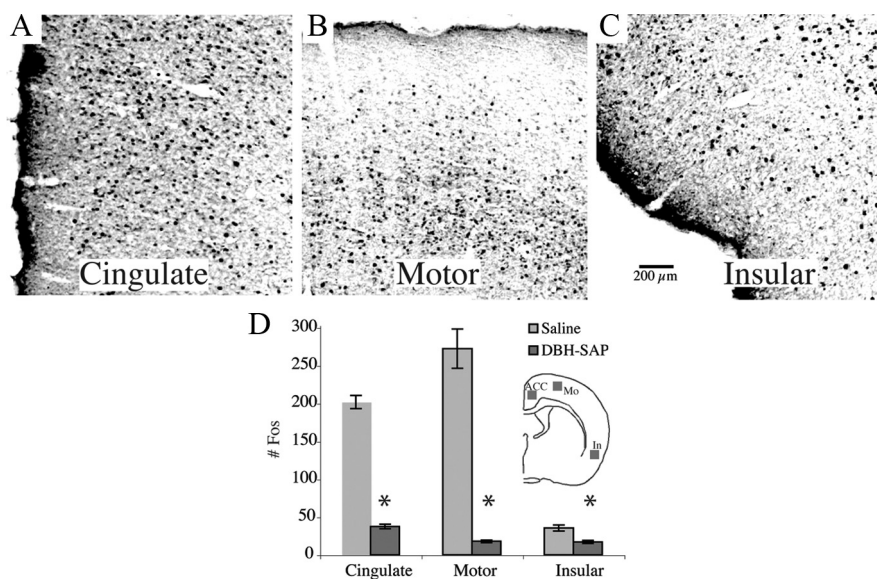 A
B
C
Cingulate
Motor
Insular
200 µm
D
300
250
200
150
100
50
0
# Fos
Saline
DBH-SAP
ACC
Mo
In
*
*
*
Cingulate
Motor
Insular